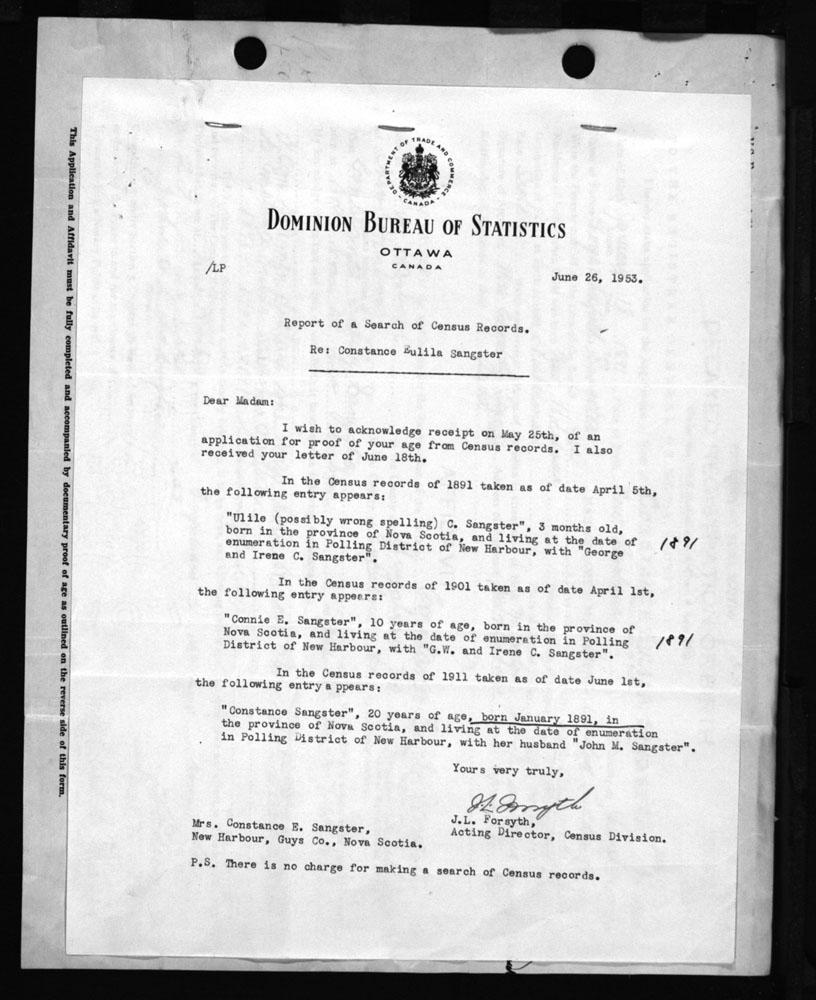 DEPARTMENT OF TRADE AND COMMERCE
CANADA
DOMINION BUREAU OF STATISTICS
OTTAWA
CANADA
/LP
June 26, 1953.
Report of a Search of Census Records.
Re: Constance Eulila Sangster
Dear Madam:
I wish to acknowledge receipt on May 25th, of an
application for proof of your age from Census records. I also
received your letter of June 18th.
In the Census records of 1891 taken as of date April 5th,
the following entry appears:
"Ulile (possibly wrong spelling) C. Sangster", 3 months old,
born in the province of Nova Scotia, and living at the date of
enumeration in Polling District of New Harbour, with "George
and Irene C. Sangster".
1891
In the Census records of 1901 taken as of date April 1st,
the following entry appears:
"Connie E. Sangster", 10 years of age, born in the province of
Nova Scotia, and living at the date of enumeration in Polling
District of New Harbour, with "G.W. and Irene C. Sangster".
1891
In the Census records of 1911 taken as of date June 1st,
the following entry a ppears:
"Constance Sangster", 20 years of age, born January 1891, in
the province of Nova Scotia, and living at the date of enumeration
in Polling District of New Harbour, with her husband "John M. Sangster".
Yours very truly,
J.L. Forsyth
J.L. Forsyth,
Acting Director, Census Division.
Mrs. Constance E. Sangster,
New Harbour, Guys Co., Nova Scotia.
P.S. There is no charge for making a search of Census records.
This Application and Affidavit must be fully completed and accompanied by documentary proof of age as outlined on the reverse side of this form.